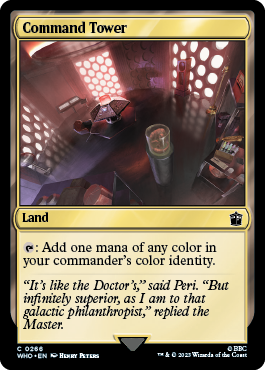 Command Tower
Land
: Add one mana of any color in
your commander's color identity.
“It's like the Doctor's,” said Peri. “But
infinitely superior, as I am to that
galactic philanthropist,” replied the
Master.
C 0266
© BBC
WHO • EN Henry Peters
™ & © 2023 Wizards of the Coast